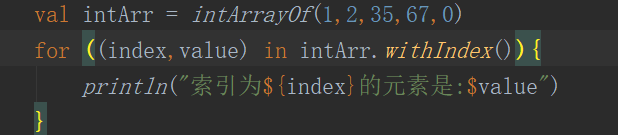 val intArr = intArrayOf(1,2,35,67,0)
for ((index,value) in intArr.withIndex()){
println("索引为${index}的元素是:$value")
}